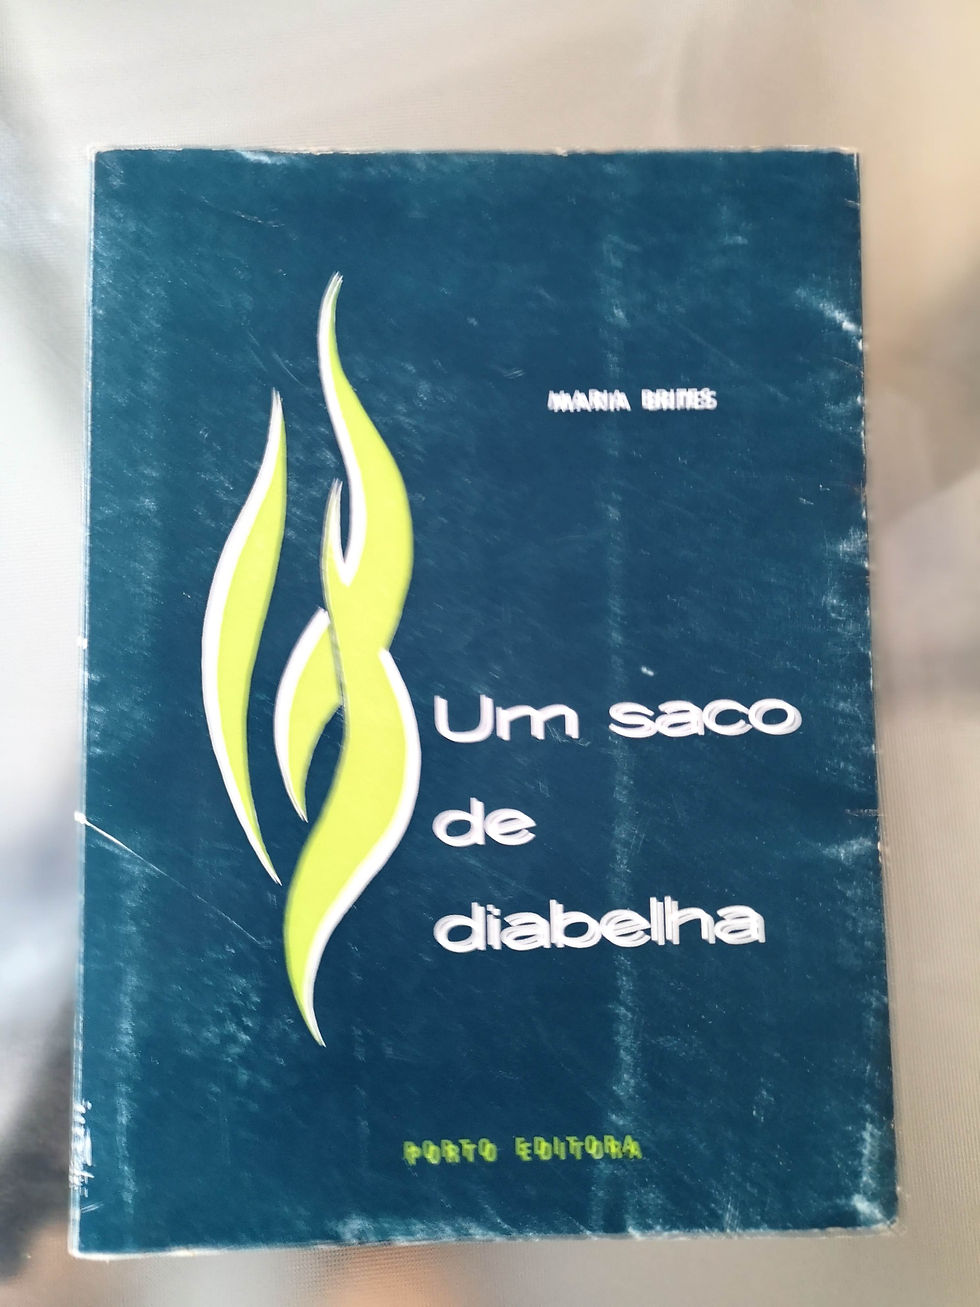 MARIA BRITES
Um saco
de
diabelha
PORTO EDITORA